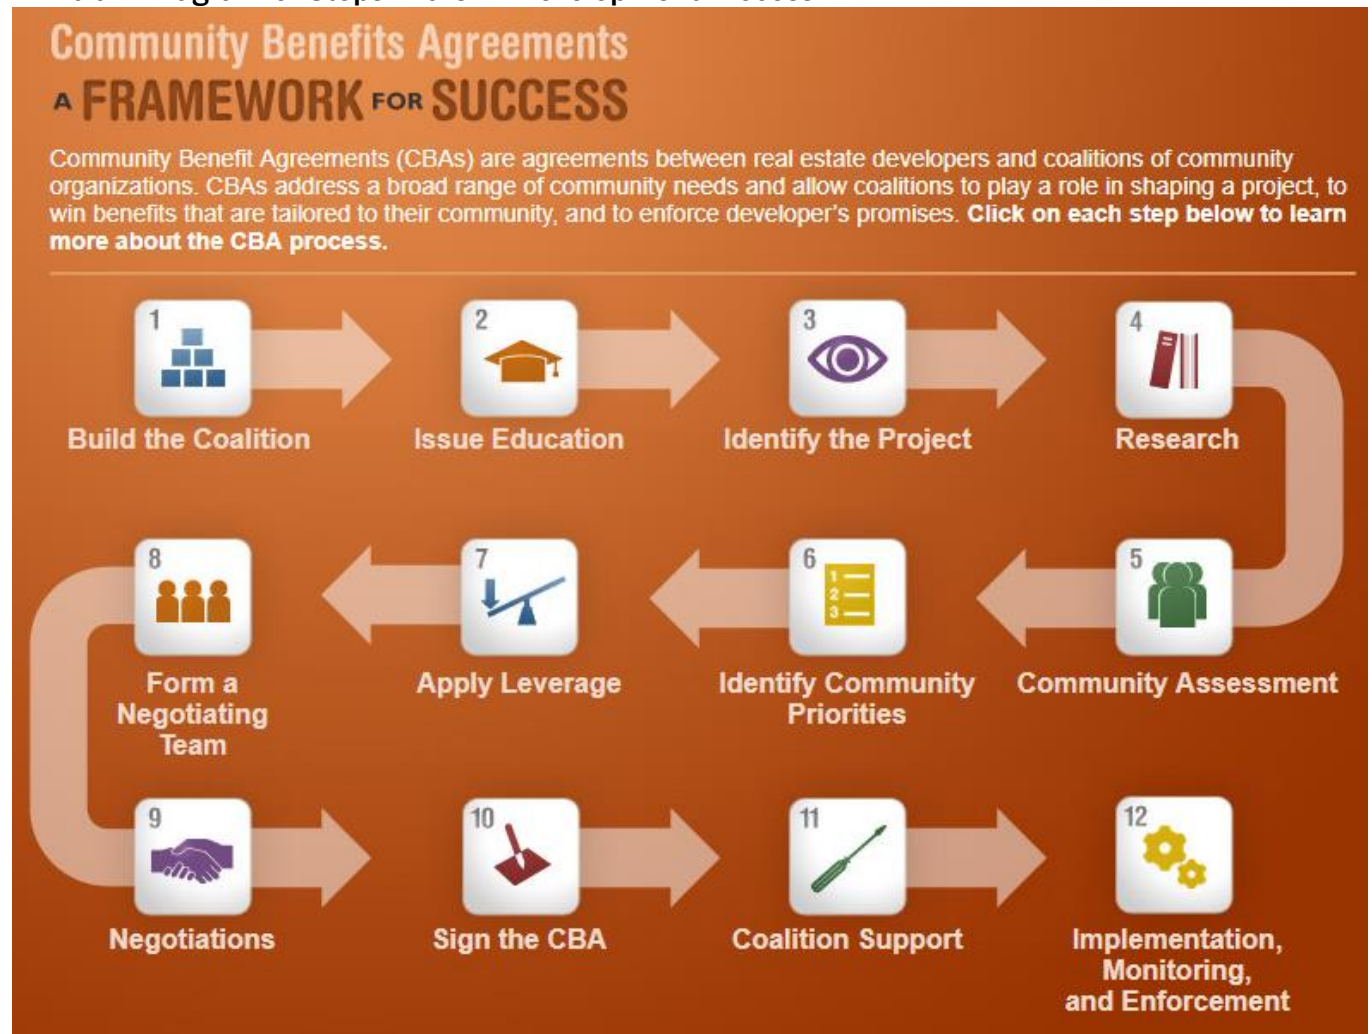 Community Benefits Agreements
A FRAMEWORK FOR SUCCESS
Community Benefit Agreements (CBAs) are agreements between real estate developers and coalitions of community
organizations. CBAs address a broad range of community needs and allow coalitions to play a role in shaping a project, to
win benefits that are tailored to their community, and to enforce developer's promises. Click on each step below to learn
more about the CBA process.
1
Build the Coalition
2
Issue Education
3
Identify the Project
4
Research
5
Community Assessment
6
1
2
3
Identify Community
Priorities
7
Apply Leverage
8
Form a
Negotiating
Team
9
Negotiations
10
Sign the CBA
11
Coalition Support
12
Implementation,
Monitoring,
and Enforcement